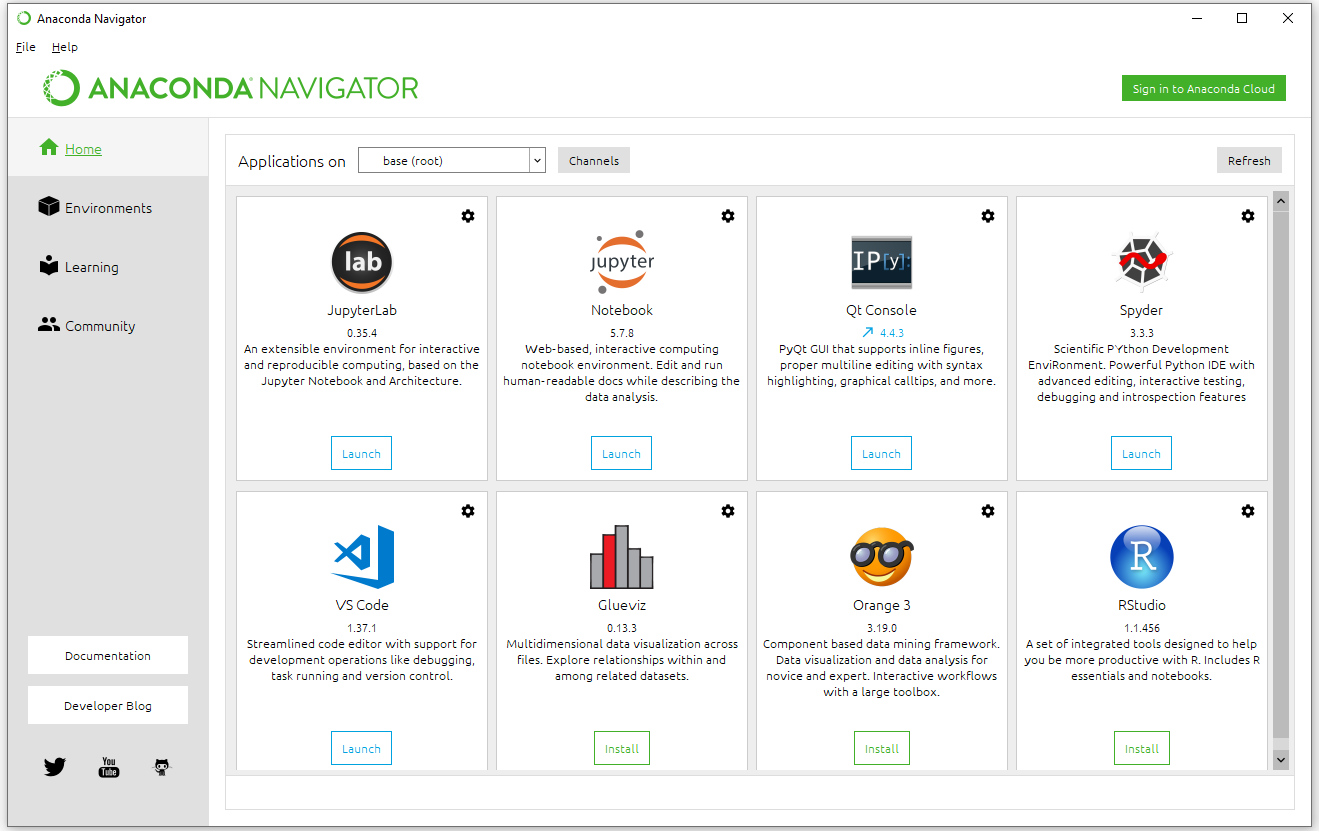 Anaconda Navigator
File Help
ANACONDA NAVIGATOR
Sign in to Anaconda Cloud
Home
Environments
Learning
Community
Documentation
Developer Blog
You
Tube
Applications on base (root) Channels Refresh
lab
JupyterLab
0.35.4
An extensible environment for interactive
and reproducible computing, based on the
Jupyter Notebook and Architecture.
Launch
jupyter
Notebook
5.7.8
Web-based, interactive computing
notebook environment. Edit and run
human-readable docs while describing the
data analysis.
Launch
IP[y]:
Qt Console
4.4.3
PyQt GUI that supports inline figures,
proper multiline editing with syntax
highlighting, graphical calltips, and more.
Launch
Spyder
3.3.3
Scientific PYthon Development
EnviRonment. Powerful Python IDE with
advanced editing, interactive testing,
debugging and introspection features
Launch
VS Code
1.37.1
Streamlined code editor with support for
development operations like debugging,
task running and version control.
Launch
Glueviz
0.13.3
Multidimensional data visualization across
files. Explore relationships within and
among related datasets.
Install
Orange 3
3.19.0
Component based data mining framework.
Data visualization and data analysis for
novice and expert. Interactive workflows
with a large toolbox.
Install
R
RStudio
1.1.456
A set of integrated tools designed to help
you be more productive with R. Includes R
essentials and notebooks.
Install